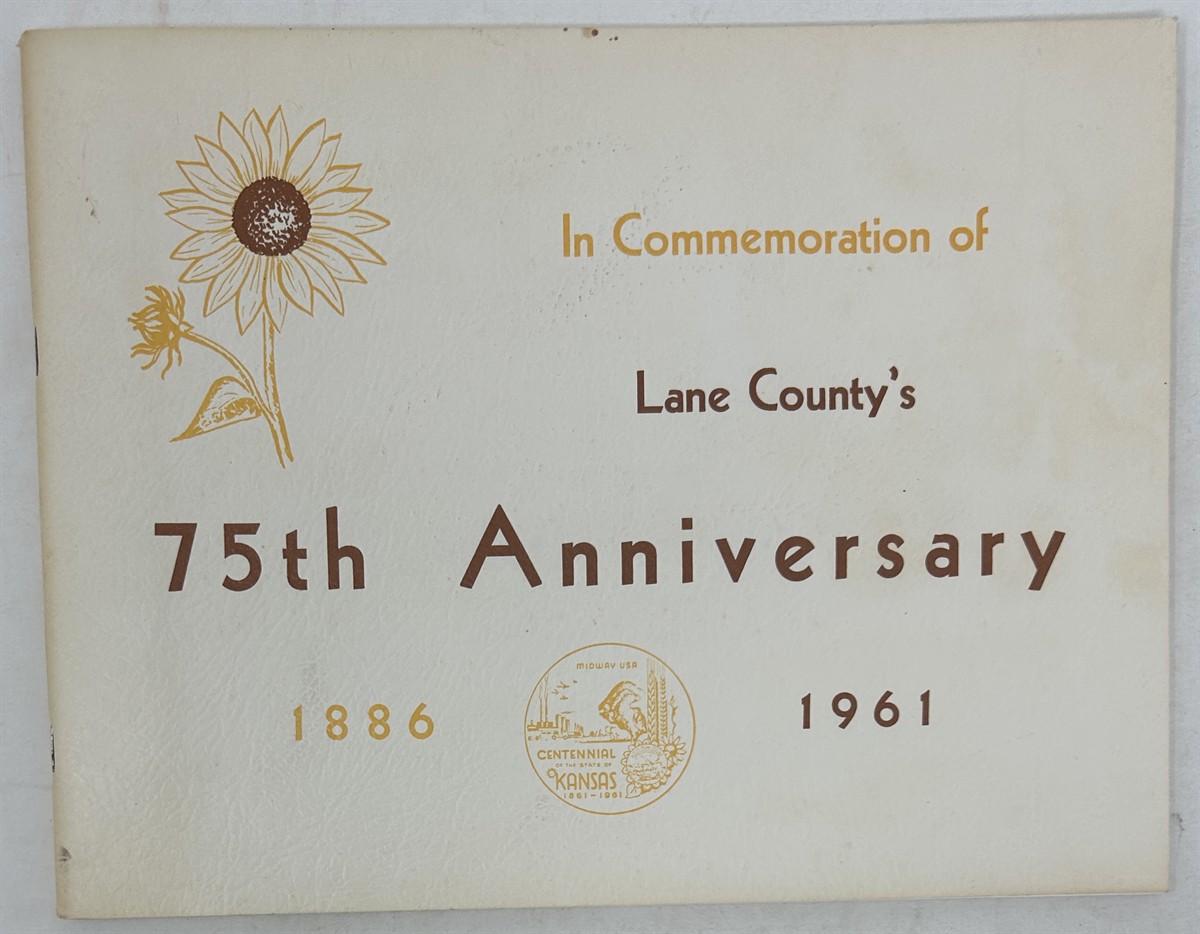 In Commemoration of
Lane County's
75th Anniversary
1886
1961
MIDWAY USA
CENTENNIAL
OF THE STATE OF
KANSAS
1861-1961